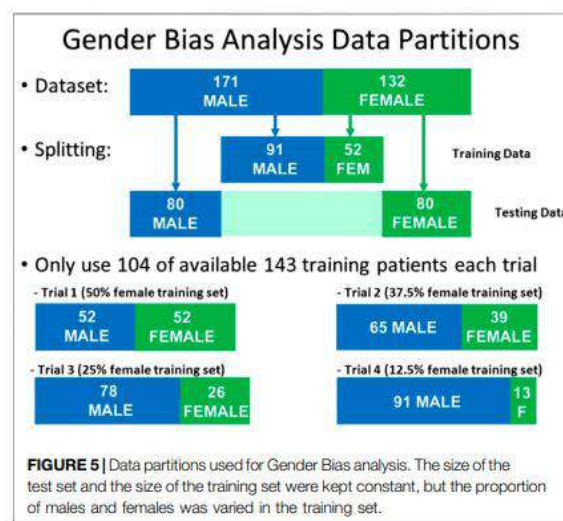 Gender Bias Analysis Data Partitions
• Dataset:
171
MALE
132
FEMALE
• Splitting:
91
MALE
52
FEM
Training Data
80
MALE
80
FEMALE
Testing Data
• Only use 104 of available 143 training patients each trial
- Trial 1 (50% female training set)
52
MALE
52
FEMALE
- Trial 2 (37.5% female training set)
65 MALE
39
FEMALE
- Trial 3 (25% female training set)
78
MALE
26
FEMALE
- Trial 4 (12.5% female training set)
91 MALE
13
F
FIGURE 5 | Data partitions used for Gender Bias analysis. The size of the
test set and the size of the training set were kept constant, but the proportion
of males and females was varied in the training set.